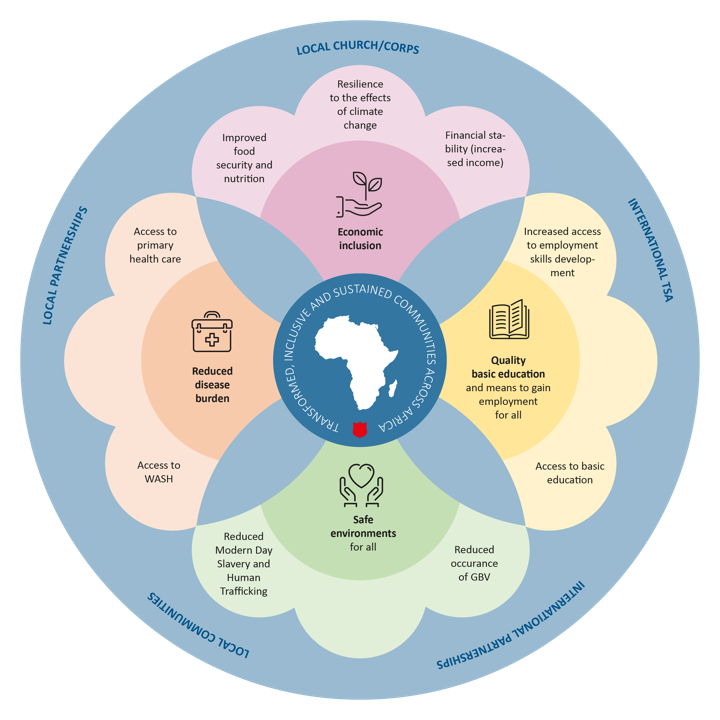 LOCAL CHURCH/CORPS
Resilience
to the effects
of climate
change
Improved
food
security and
nutrition
Financial sta-
bility (increa-
sed income)
Economic
inclusion
LOCAL PARTNERSHIPS
INTERNATIONAL TSA
Access to
primary
health care
Increased access
to employment
skills develop-
ment
TRANSFORMED, INCLUSIVE AND SUSTAINED COMMUNITIES ACROSS AFRICA
Reduced
disease
burden
Quality
basic education
and means to gain
employment
for all
Access to
WASH
Access to basic
education
Safe
environments
for all
Reduced
Modern Day
Slavery and
Human
Trafficking
Reduced
occurance
of GBV
LOCAL COMMUNITIES
INTERNATIONAL PARTNERSHIPS